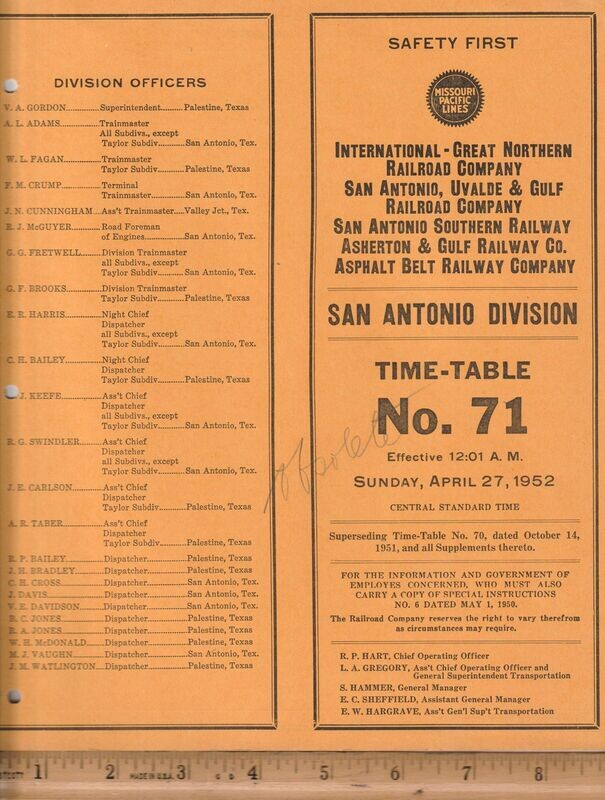 DIVISION OFFICERS
V. A. GORDON..............Superintendent...........Palestine, Texas
A. L. ADAMS................Trainmaster
All Subdivs., except
Taylor Subdiv............San Antonio, Tex.
W. L. FAGAN................Trainmaster
Taylor Subdiv............Palestine, Texas
F. M. CRUMP................Terminal
Trainmaster..............San Antonio, Tex.
J. N. CUNNINGHAM...Ass't Trainmaster....Valley Jct., Tex.
E. J. McGUYER..............Road Foreman
of Engines................San Antonio, Tex.
G. G. FRETWELL..........Division Trainmaster
all Subdivs., except
Taylor Subdiv............San Antonio, Tex.
G. F. BROOKS...............Division Trainmaster
Taylor Subdiv............Palestine, Texas
E. R. HARRIS................Night Chief
Dispatcher
all Subdivs., except
Taylor Subdiv............San Antonio, Tex.
C. H. BAILEY.................Night Chief
Dispatcher
Taylor Subdiv............Palestine, Texas
J. KEEFE...................Ass't Chief
Dispatcher
all Subdivs., except
Taylor Subdiv............San Antonio, Tex.
R. G. SWINDLER...........Ass't Chief
Dispatcher
all Subdivs., except
Taylor Subdiv............San Antonio, Tex.
J. E. CARLSON..............Ass't Chief
Dispatcher
Taylor Subdiv............Palestine, Texas
A. R. TABER..................Ass't Chief
Dispatcher
Taylor Subdiv............Palestine, Texas
R. P. BAILEY.................Dispatcher.................Palestine, Texas
J. H. BRADLEY..............Dispatcher.................Palestine, Texas
C. H. CROSS..................Dispatcher.................San Antonio, Tex.
J. DAVIS........................Dispatcher.................San Antonio, Tex.
V. E. DAVIDSON............Dispatcher.................San Antonio, Tex.
B. C. JONES...................Dispatcher.................Palestine, Texas
R. A. JONES..................Dispatcher.................Palestine, Texas
W. H. McDONALD.........Dispatcher.................Palestine, Texas
M. J. VAUGHN...............Dispatcher.................San Antonio, Tex.
J. M. WATLINGTON.......Dispatcher.................Palestine, Texas
SAFETY FIRST
MISSOURI
PACIFIC
LINES
INTERNATIONAL-GREAT NORTHERN
RAILROAD COMPANY
SAN ANTONIO, UVALDE & GULF
RAILROAD COMPANY
SAN ANTONIO SOUTHERN RAILWAY
ASHERTON & GULF RAILWAY CO.
ASPHALT BELT RAILWAY COMPANY
SAN ANTONIO DIVISION
TIME-TABLE
No. 71
Obsolete
Effective 12:01 A. M.
SUNDAY, APRIL 27, 1952
CENTRAL STANDARD TIME
Superseding Time-Table No. 70, dated October 14,
1951, and all Supplements thereto.
FOR THE INFORMATION AND GOVERNMENT OF
EMPLOYES CONCERNED, WHO MUST ALSO
CARRY A COPY OF SPECIAL INSTRUCTIONS
NO. 6 DATED MAY 1, 1950.
The Railroad Company reserves the right to vary therefrom
as circumstances may require.
R. P. HART, Chief Operating Officer
L. A. GREGORY, Ass't Chief Operating Officer and
General Superintendent Transportation
S. HAMMER, General Manager
E. C. SHEFFIELD, Assistant General Manager
E. W. HARGRAVE, Ass't Gen'l Sup't Transportation
1 2 MADE IN U.S.A. 3 4 5 6 7 8